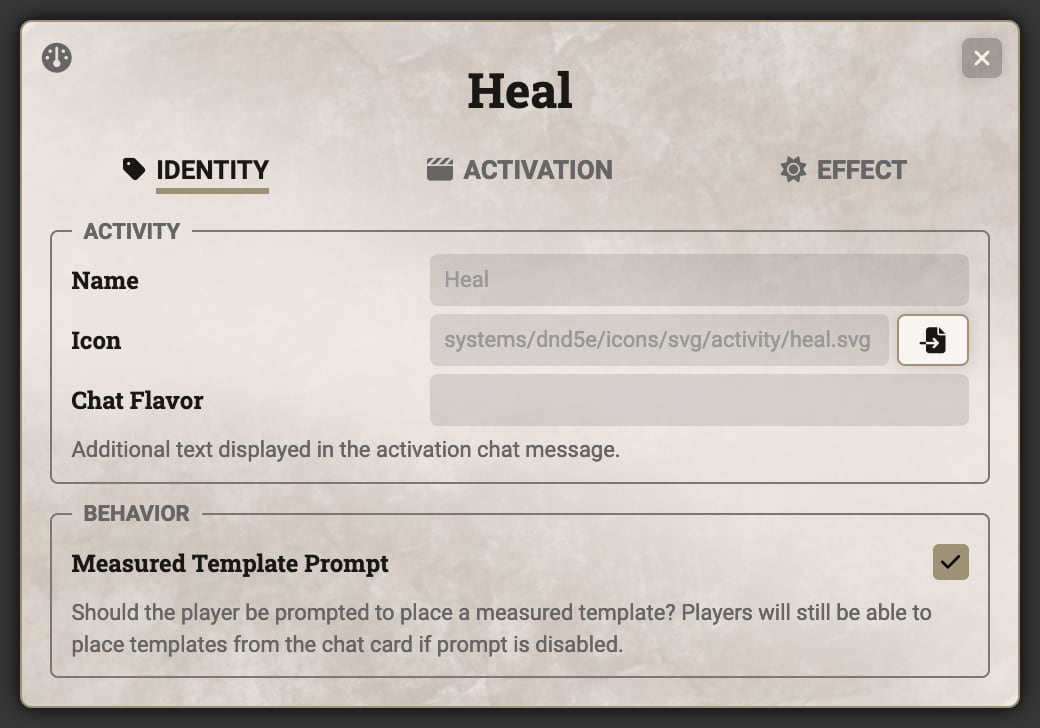 Heal
IDENTITY
ACTIVATION
EFFECT
ACTIVITY
Name
Heal
Icon
systems/dnd5e/icons/svg/activity/heal.svg
Chat Flavor
Additional text displayed in the activation chat message.
BEHAVIOR
Measured Template Prompt
Should the player be prompted to place a measured template? Players will still be able to
place templates from the chat card if prompt is disabled.